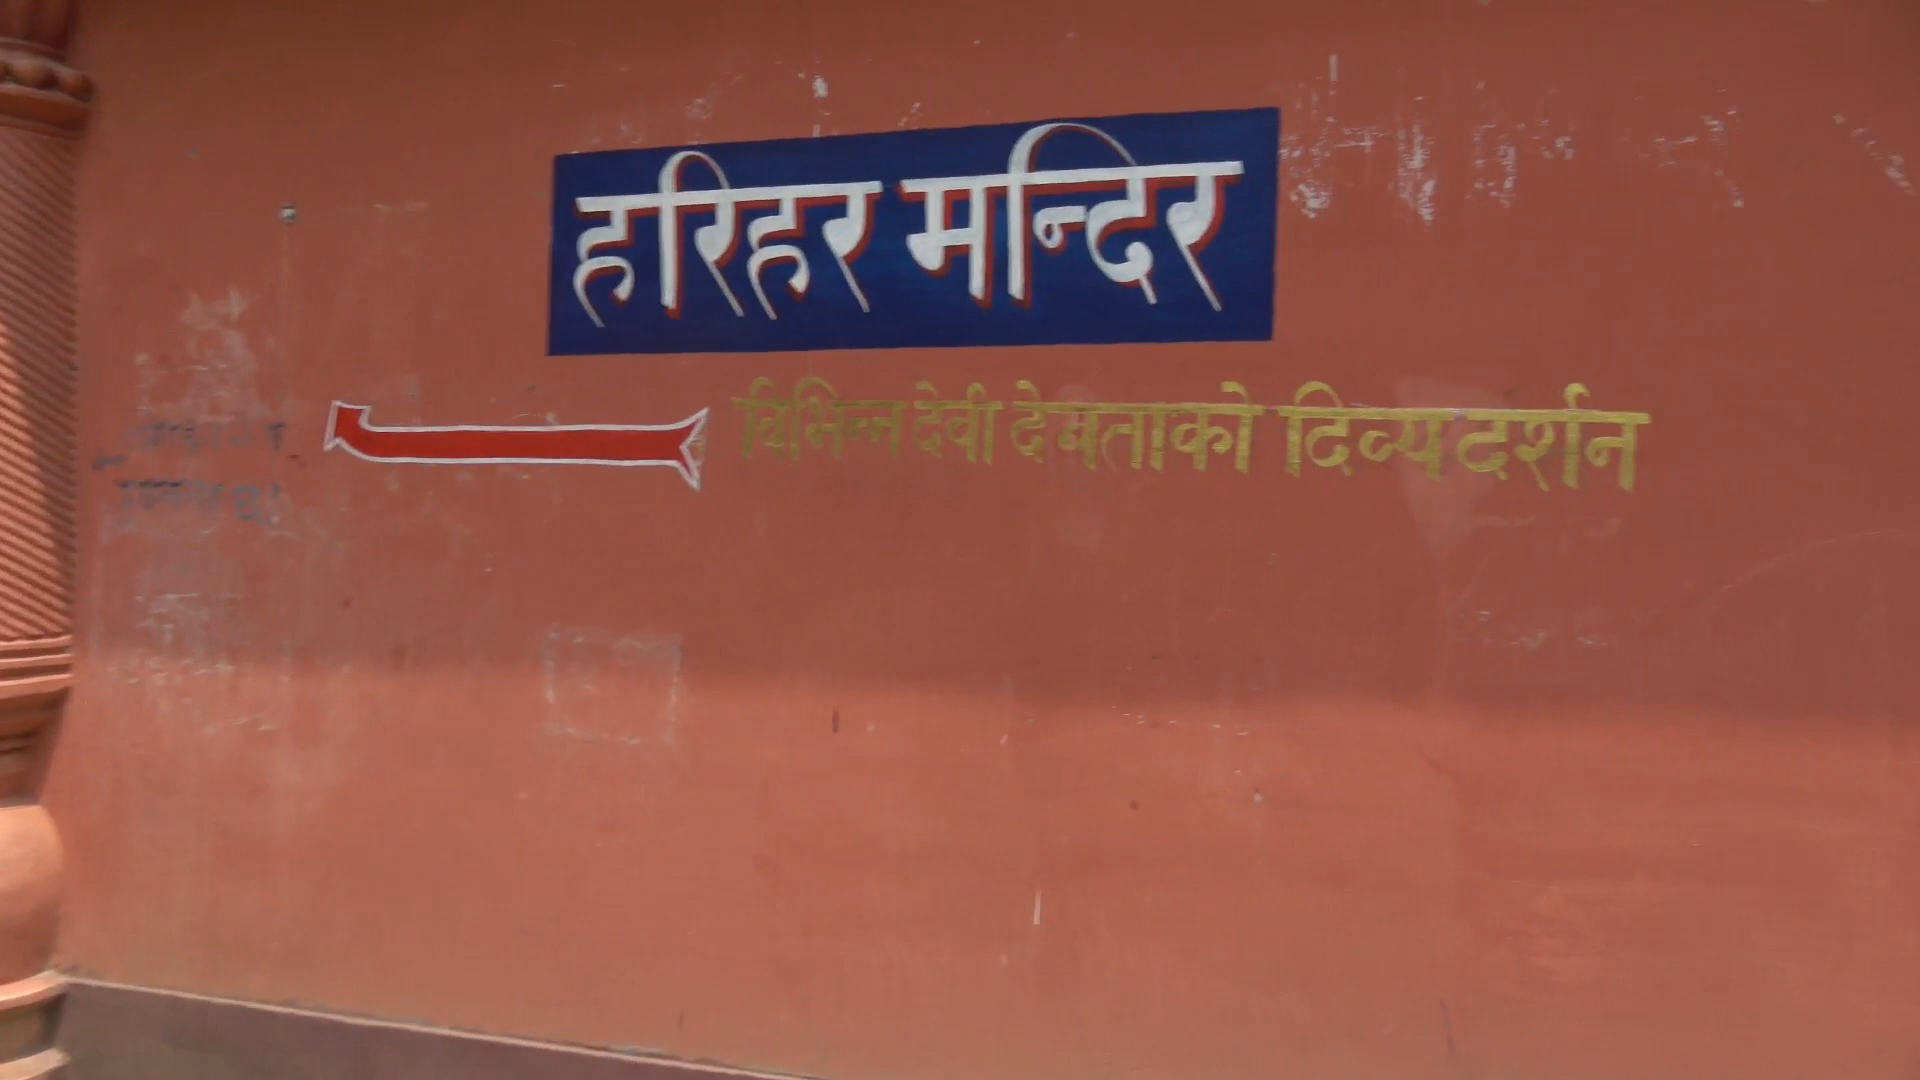 हरिहर मन्दिर
विभिन्न देवी देवताको दिव्य दर्शन